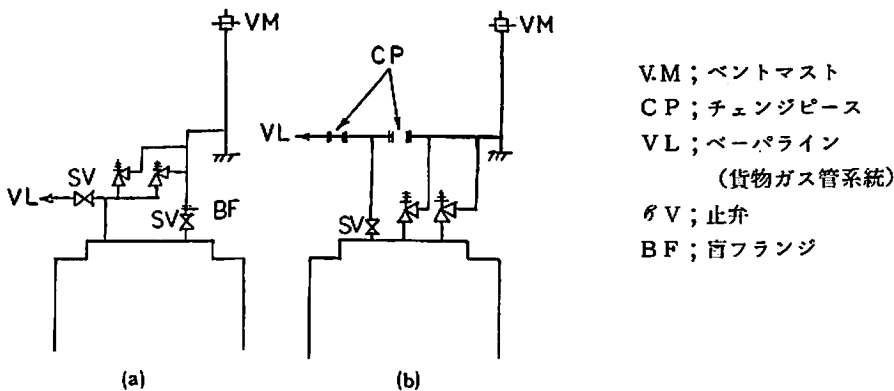 VM
VM
CP
VL
SV
VL
SV
BF
SV
(a)
(b)
V.M ; ベントマスト
CP ; チェンジピース
VL ; ベーパライン
(貨物ガス管系統)
SV ; 止弁
BF ; 盲フランジ